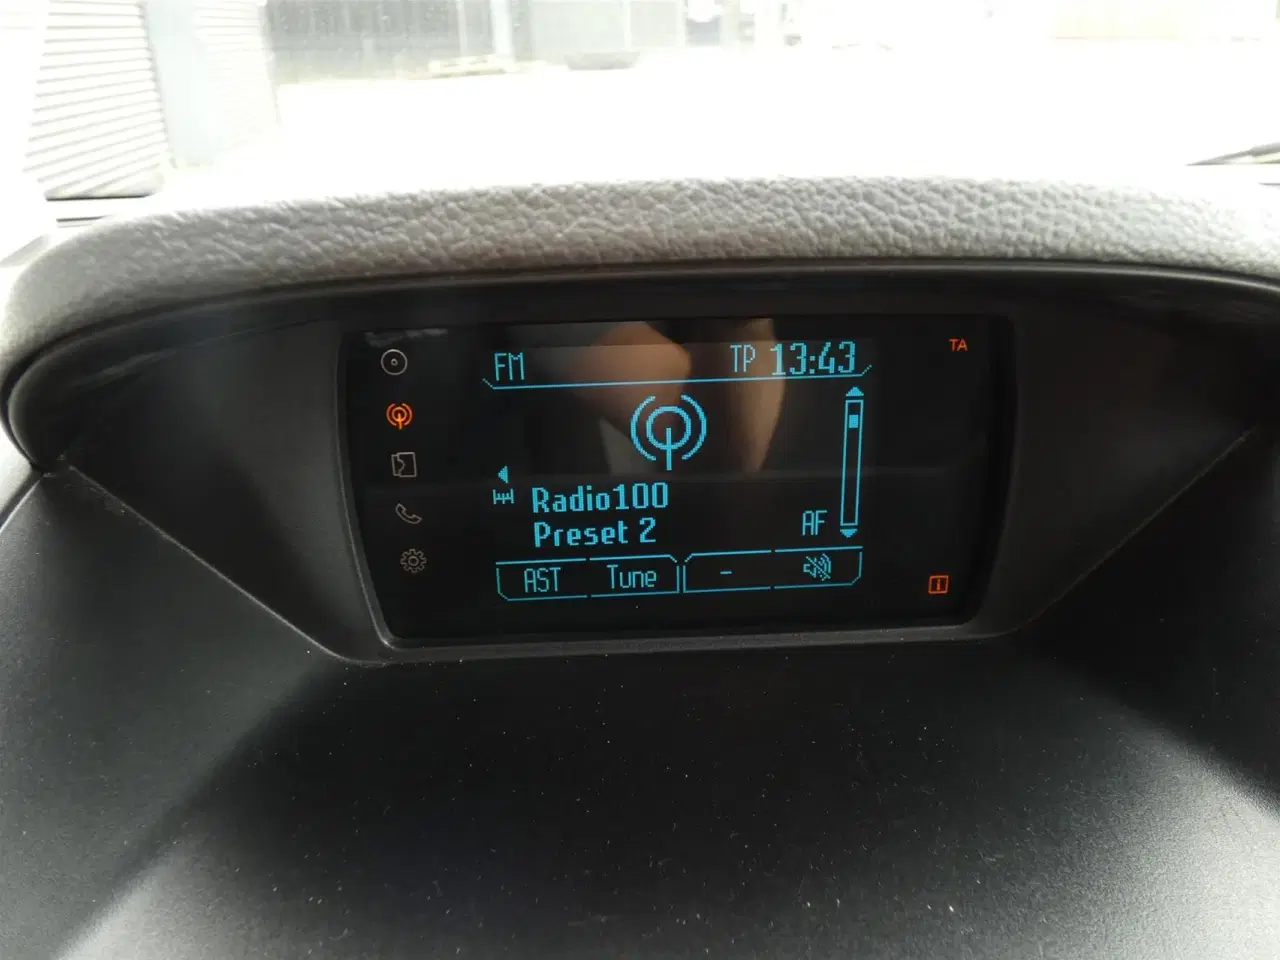 FM TP 13:43 TA
Radio100
Preset 2 AF
AST Tune -
i